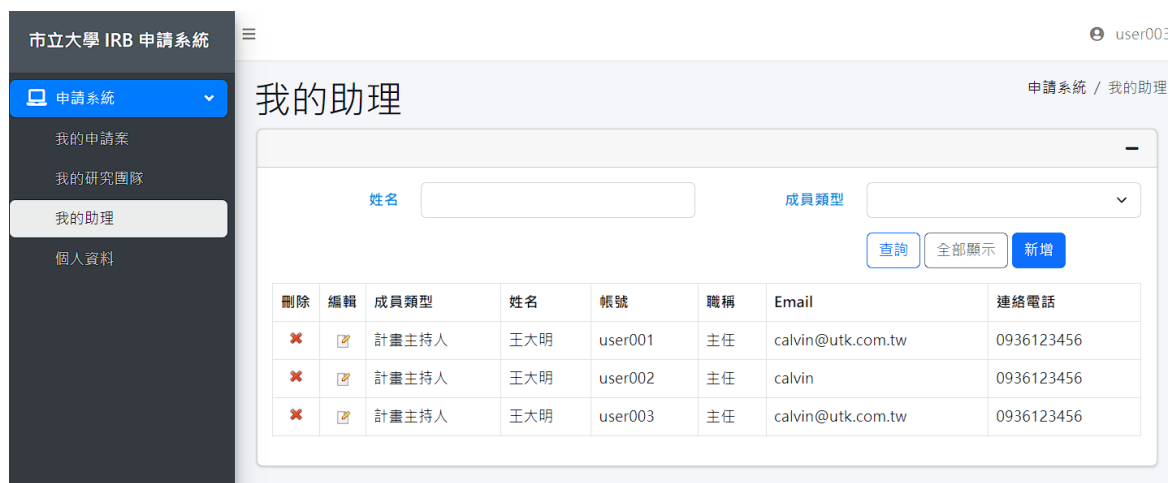 市立大學 IRB 申請系統
user003
申請系統
我的申請案
我的研究團隊
我的助理
個人資料
我的助理
申請系統 / 我的助理
姓名
成員類型
查詢 全部顯示 新增
刪除 編輯 成員類型 姓名 帳號 職稱 Email 連絡電話
計畫主持人 王大明 user001 主任 calvin@utk.com.tw 0936123456
計畫主持人 王大明 user002 主任 calvin 0936123456
計畫主持人 王大明 user003 主任 calvin@utk.com.tw 0936123456